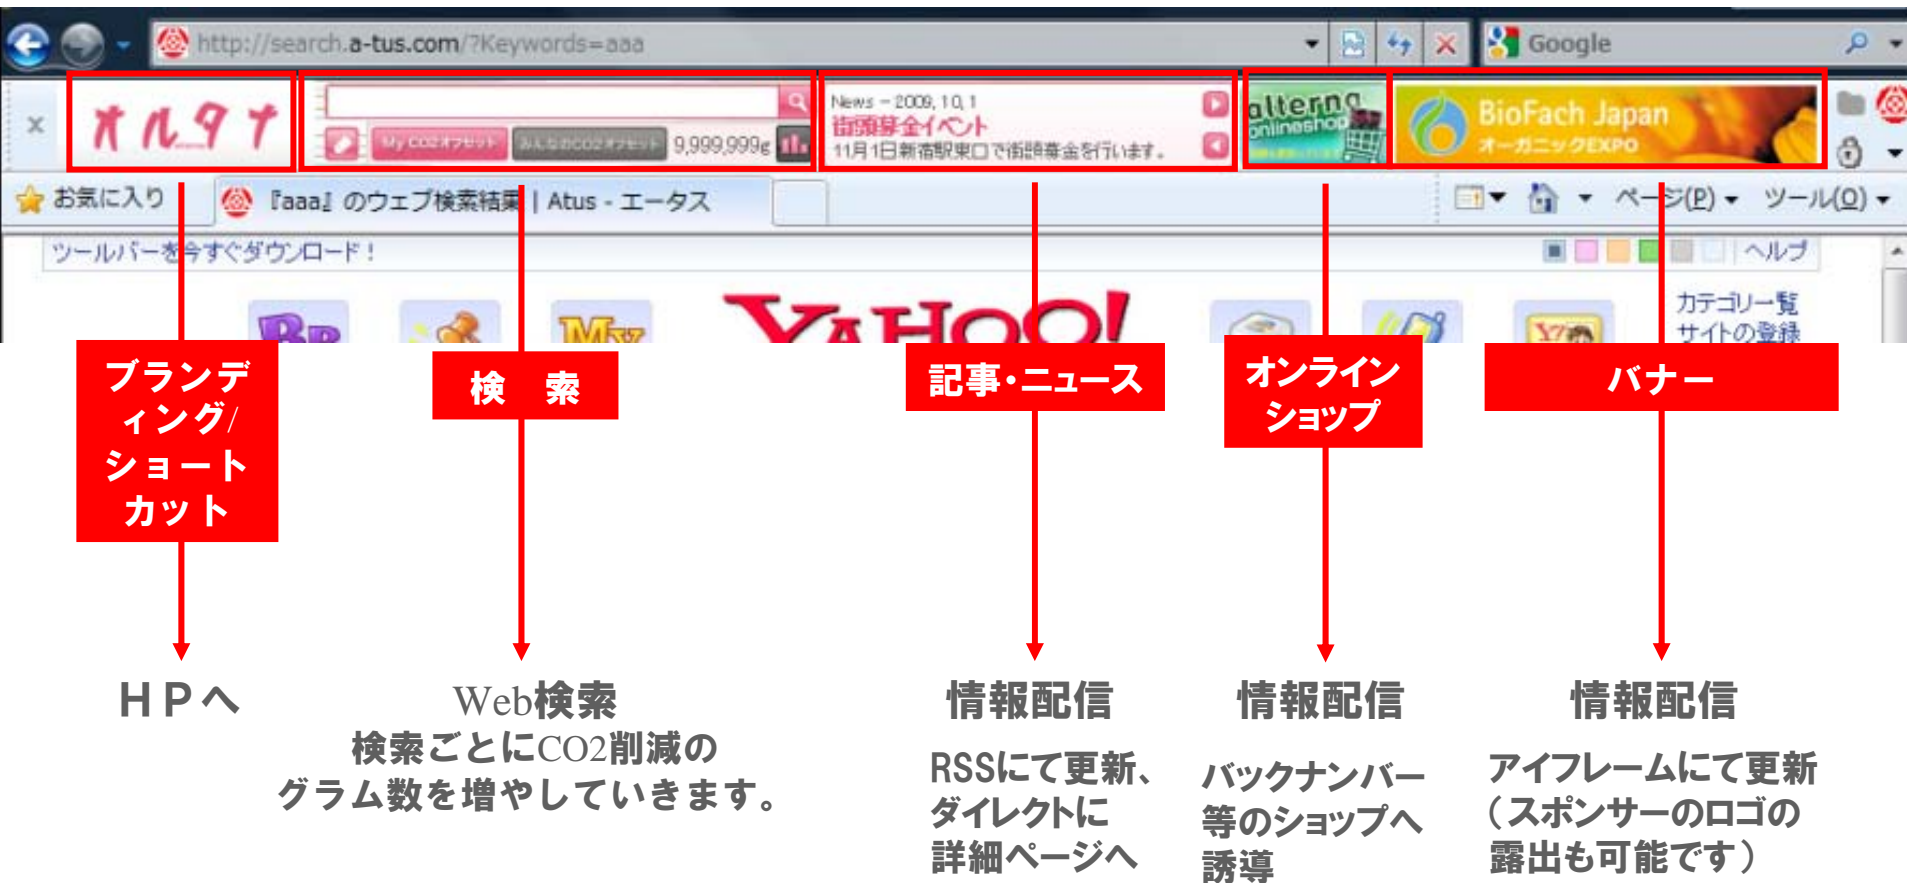 http://search.a-tus.com/?Keywords=aaa
Google
オルタナ
My CO2オフセット
みんなのCO2オフセット
9,999,999g
News - 2009, 10, 1
街頭募金イベント
11月1日新宿駅東口で街頭募金を行います。
alterna
onlineshop
BioFach Japan
オーガニックEXPO
お気に入り
『aaa』のウェブ検索結果 | Atus - エータス
ページ(P)
ツール(O)
ツールバーを今すぐダウンロード！
ヘルプ
YAHOO!
カテゴリー一覧
サイトの登録
ブランデ
ィング/
ショート
カット
検 索
記事・ニュース
オンライン
ショップ
バナー
ＨＰへ
Web検索
検索ごとにCO2削減の
グラム数を増やしていきます。
情報配信
RSSにて更新、
ダイレクトに
詳細ページへ
情報配信
バックナンバー
等のショップへ
誘導
情報配信
アイフレームにて更新
（スポンサーのロゴの
露出も可能です）